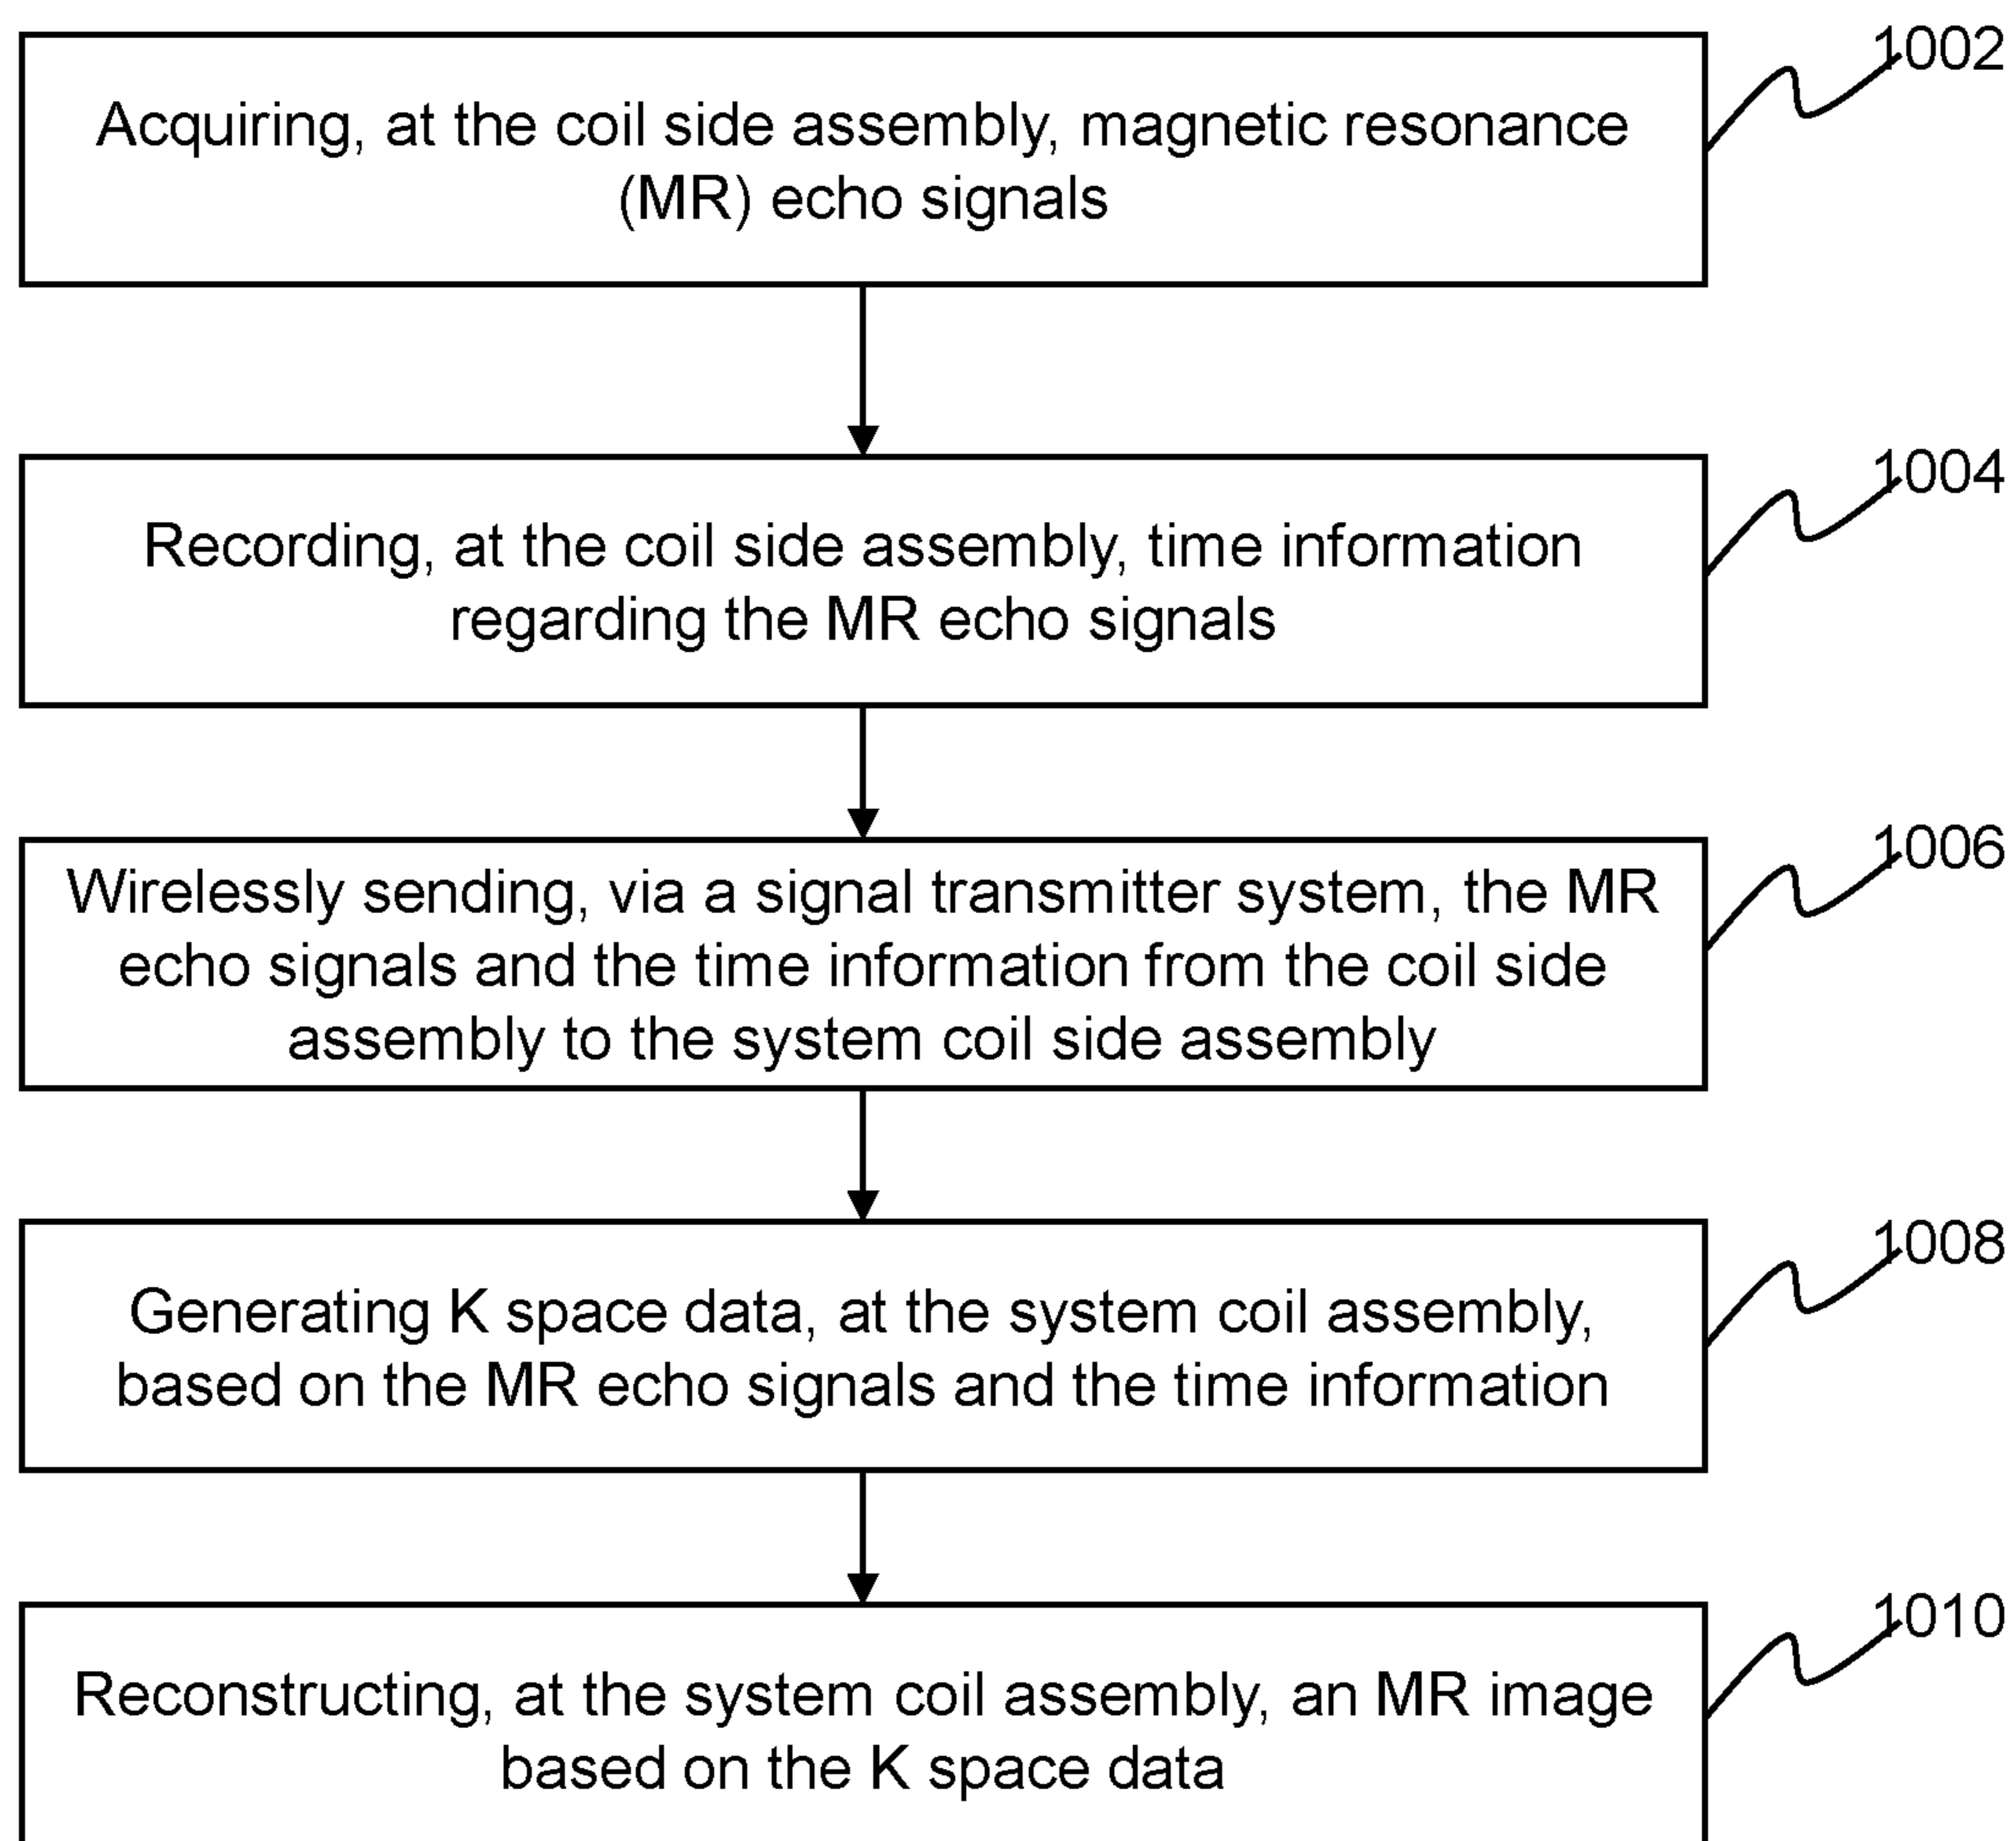 1002
Acquiring, at the coil side assembly, magnetic resonance
(MR) echo signals
1004
Recording, at the coil side assembly, time information
regarding the MR echo signals
1006
Wirelessly sending, via a signal transmitter system, the MR
echo signals and the time information from the coil side
assembly to the system coil side assembly
1008
Generating K space data, at the system coil assembly,
based on the MR echo signals and the time information
1010
Reconstructing, at the system coil assembly, an MR image
based on the K space data